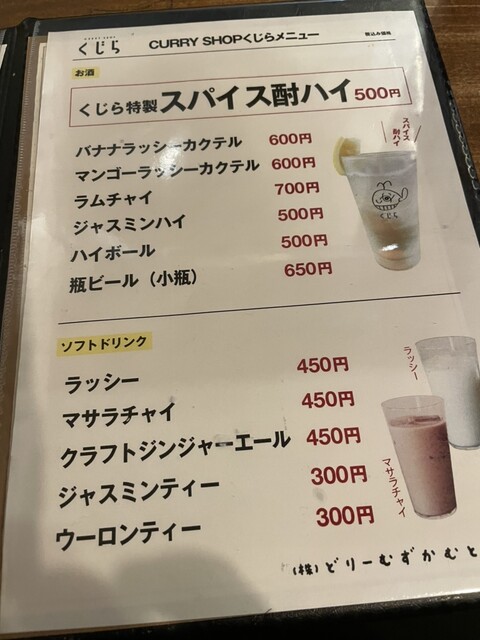 くじら
CURRY SHOPくじらメニュー
税込み価格
お酒
くじら特製スパイス酎ハイ 500円
バナナラッシーカクテル 600円
マンゴーラッシーカクテル 600円
ラムチャイ 700円
ジャスミンハイ 500円
ハイボール 500円
瓶ビール（小瓶） 650円
スパイス
酎ハイ
くじら
ソフトドリンク
ラッシー 450円
マサラチャイ 450円
クラフトジンジャーエール 450円
ジャスミンティー 300円
ウーロンティー 300円
ラッシー
マサラチャイ
(株)どりーむずかむと